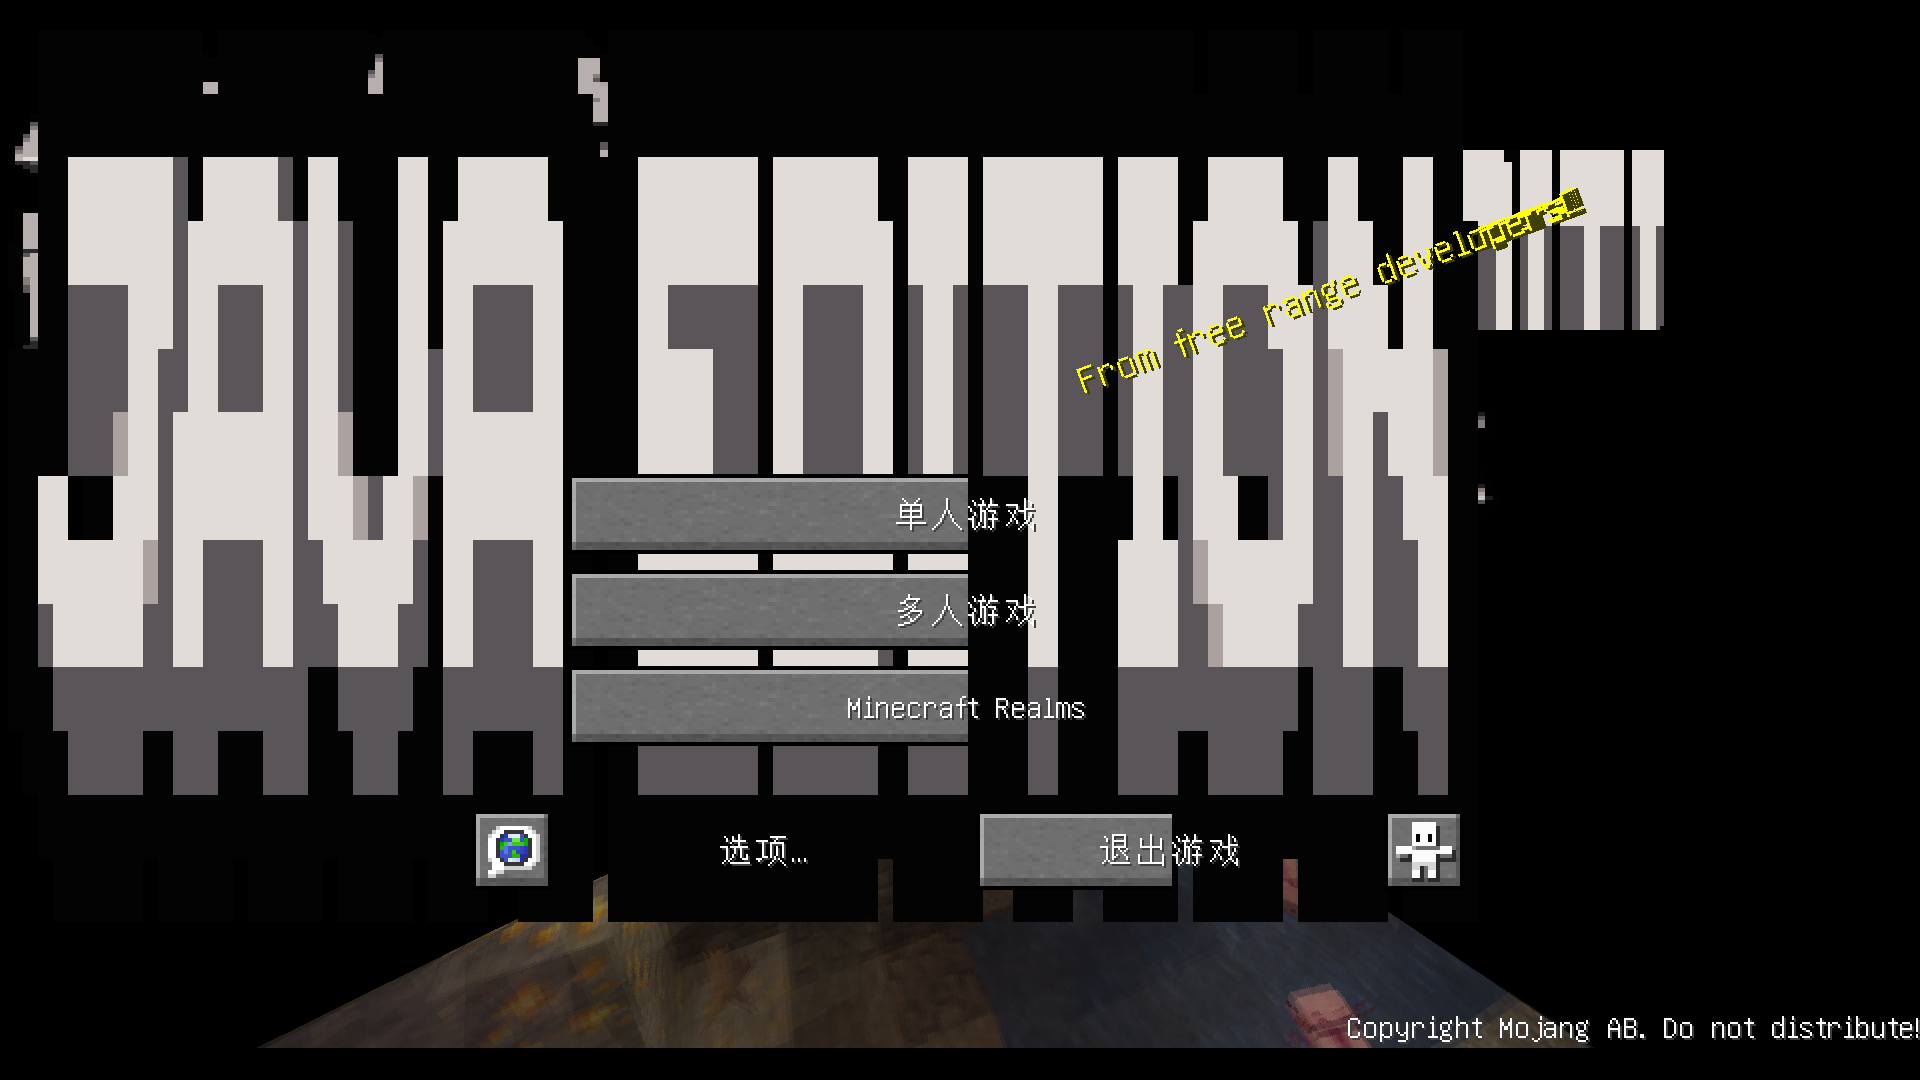 JAVA EDITION
From free range developers!
单人游戏
多人游戏
Minecraft Realms
选项…
退出游戏
Copyright Mojang AB. Do not distribute!